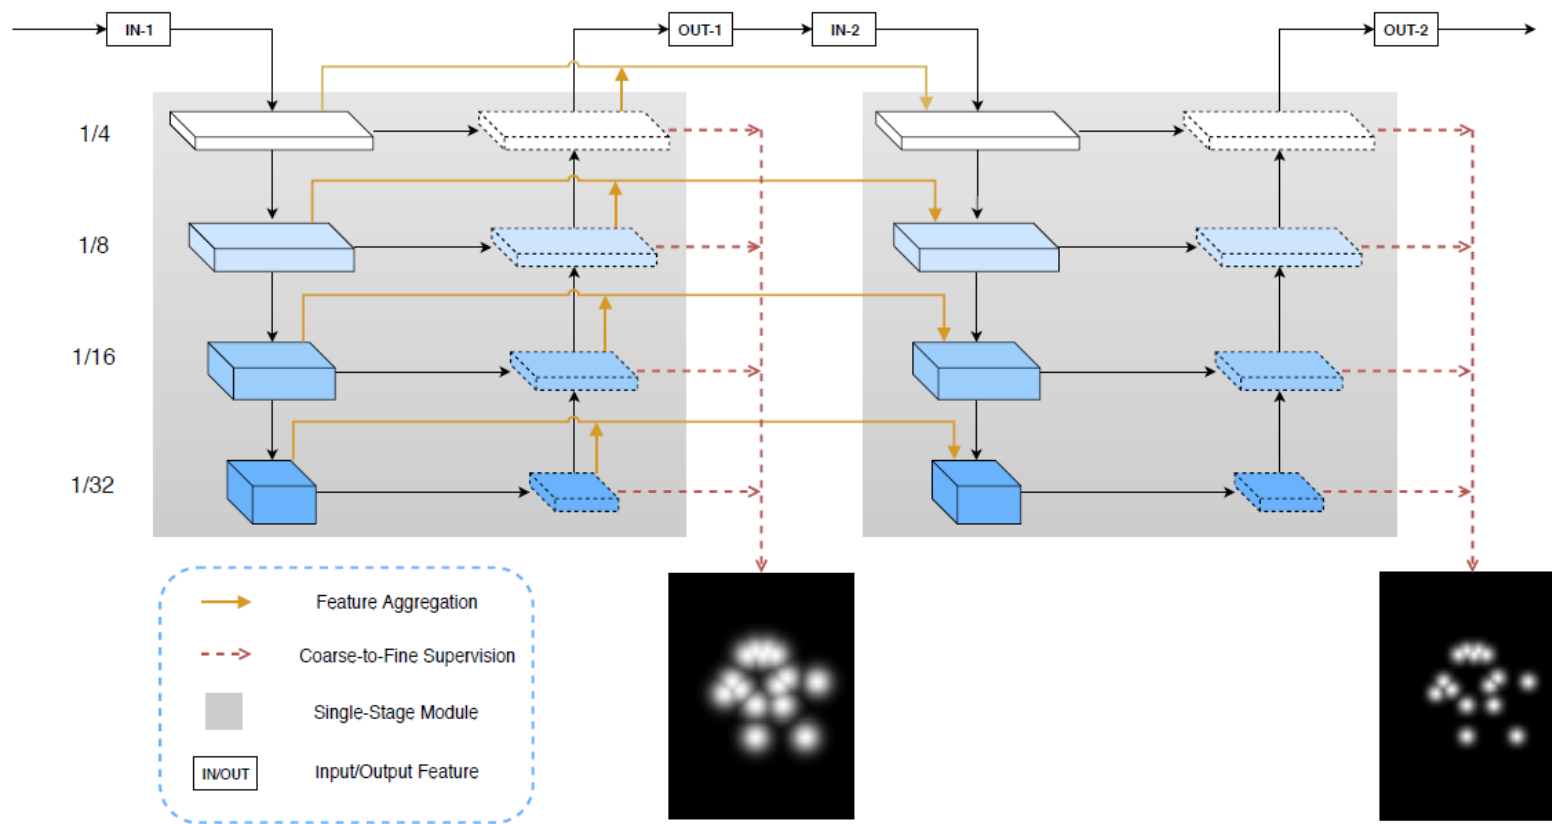 IN-1
OUT-1
IN-2
OUT-2
1/4
1/8
1/16
1/32
Feature Aggregation
Coarse-to-Fine Supervision
Single-Stage Module
IN/OUT
Input/Output Feature